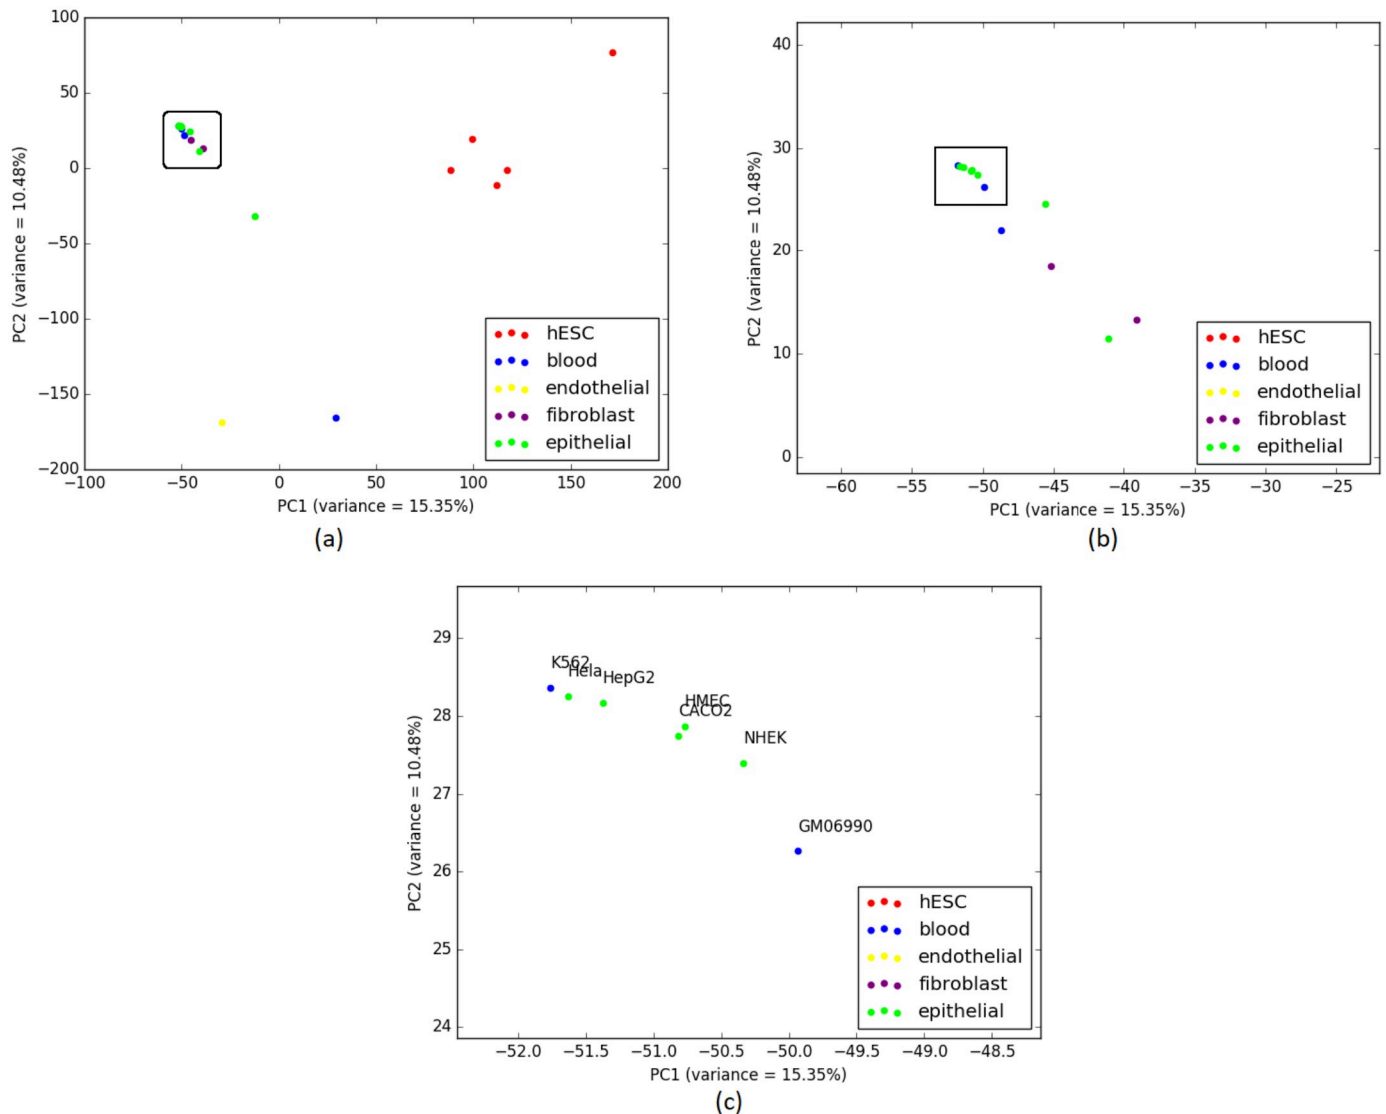 100
50
0
−50
−100
−150
−200
−100
−50
0
50
100
150
200
PC2 (variance = 10.48%)
PC1 (variance = 15.35%)
hESC
blood
endothelial
fibroblast
epithelial
(a)
40
30
20
10
0
−60
−55
−50
−45
−40
−35
−30
−25
PC2 (variance = 10.48%)
PC1 (variance = 15.35%)
hESC
blood
endothelial
fibroblast
epithelial
(b)
29
28
27
26
25
24
−52.0
−51.5
−51.0
−50.5
−50.0
−49.5
−49.0
−48.5
PC2 (variance = 10.48%)
PC1 (variance = 15.35%)
K562
Hela
HepG2
HMEC
CACO2
NHEK
GM06990
hESC
blood
endothelial
fibroblast
epithelial
(c)